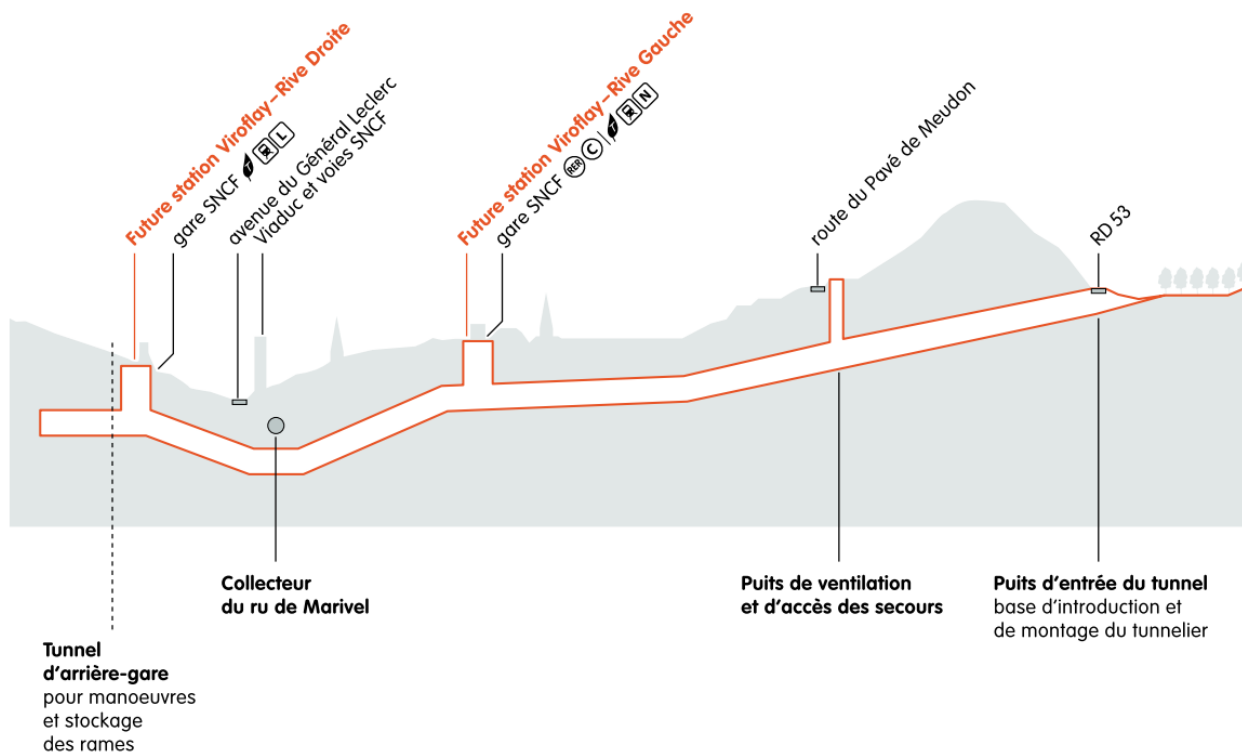 Future station Viroflay–Rive Droite
gare SNCF T L
avenue du Général Leclerc
Viaduc et voies SNCF
Future station Viroflay–Rive Gauche
gare SNCF RER C T N
route du Pavé de Meudon
RD 53
Collecteur
du ru de Marivel
Puits de ventilation
et d'accès des secours
Puits d'entrée du tunnel
base d'introduction et
de montage du tunnelier
Tunnel
d'arrière-gare
pour manoeuvres
et stockage
des rames